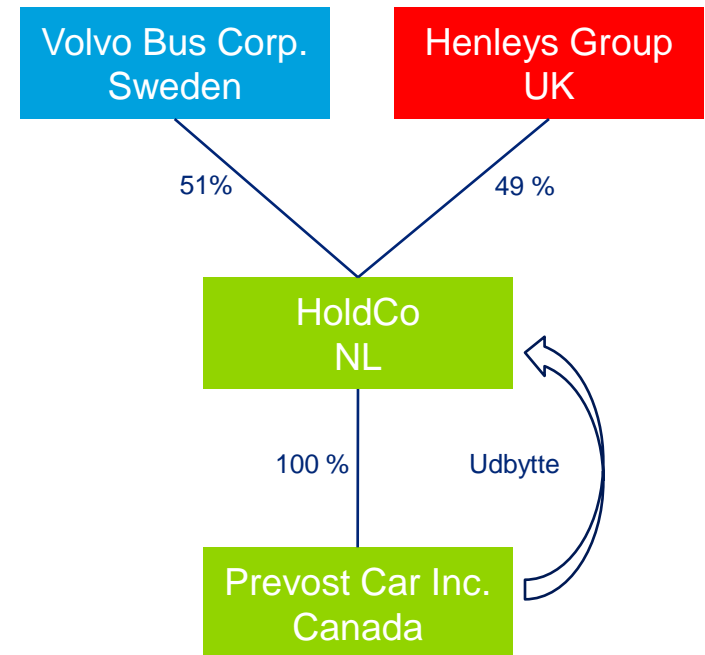 Volvo Bus Corp.
Sweden
Henleys Group
UK
51%
49 %
HoldCo
NL
100 %
Udbytte
Prevost Car Inc.
Canada